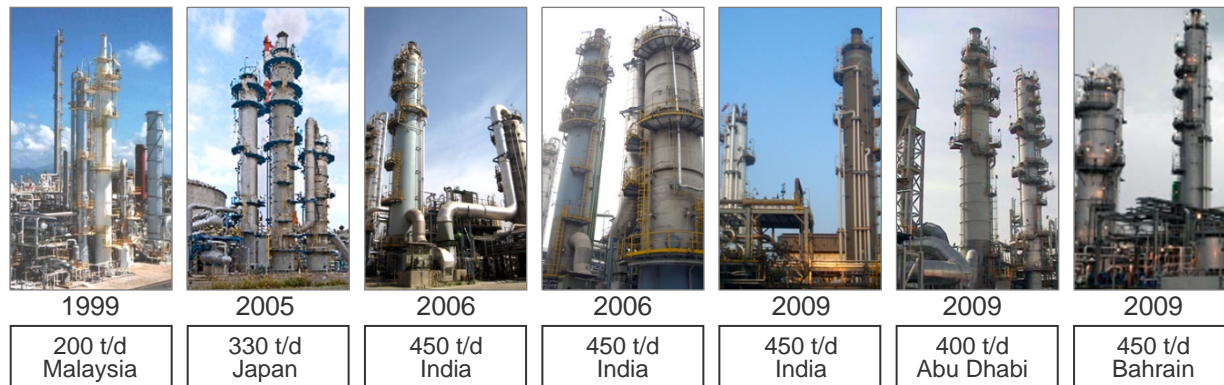 1999
200 t/d
Malaysia
2005
330 t/d
Japan
2006
450 t/d
India
2006
450 t/d
India
2009
450 t/d
India
2009
400 t/d
Abu Dhabi
2009
450 t/d
Bahrain